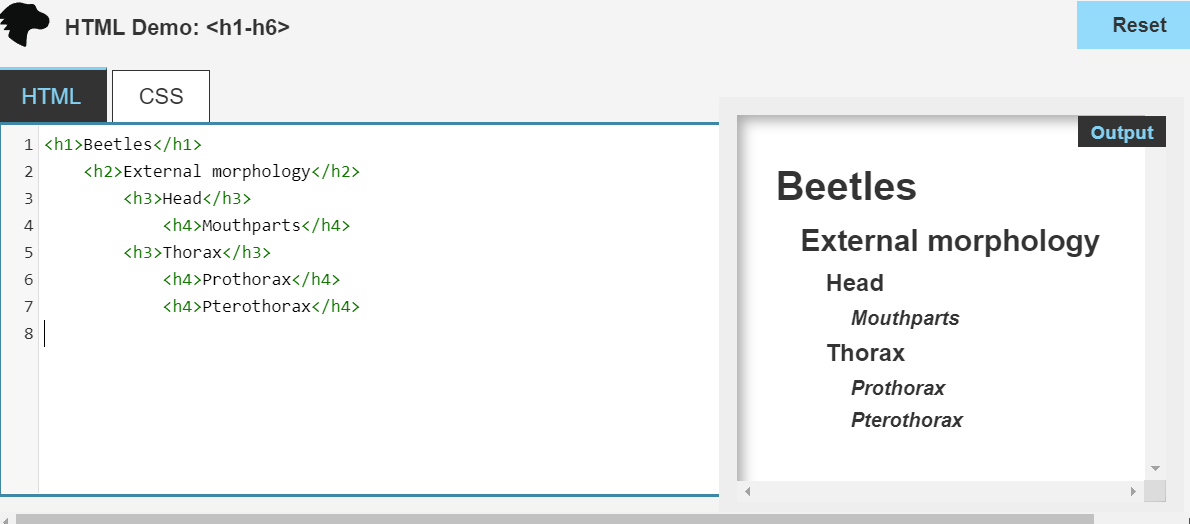 HTML Demo: <h1-h6>
Reset
HTML
CSS
1 <h1>Beetles</h1>
2 <h2>External morphology</h2>
3 <h3>Head</h3>
4 <h4>Mouthparts</h4>
5 <h3>Thorax</h3>
6 <h4>Prothorax</h4>
7 <h4>Pterothorax</h4>
8
Output
Beetles
External morphology
Head
Mouthparts
Thorax
Prothorax
Pterothorax